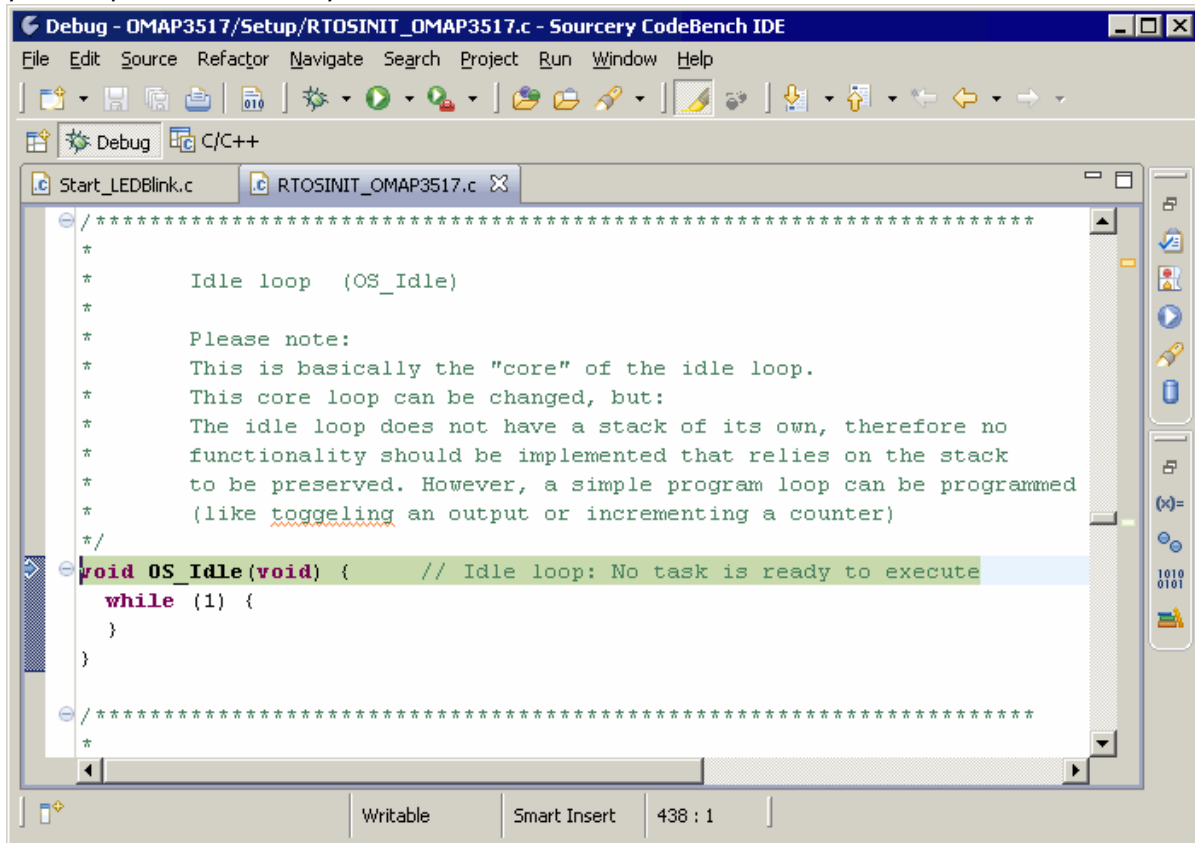 Debug - OMAP3517/Setup/RTOSINIT_OMAP3517.c - Sourcery CodeBench IDE
File Edit Source Refactor Navigate Search Project Run Window Help
010
Debug C/C++
.c Start_LEDBlink.c .c RTOSINIT_OMAP3517.c
/*********************************************************************
*
*       Idle loop  (OS_Idle)
*
*       Please note:
*       This is basically the "core" of the idle loop.
*       This core loop can be changed, but:
*       The idle loop does not have a stack of its own, therefore no
*       functionality should be implemented that relies on the stack
*       to be preserved. However, a simple program loop can be programmed
*       (like toggeling an output or incrementing a counter)
*/
void OS_Idle(void) {     // Idle loop: No task is ready to execute
  while (1) {
  }
}
/*********************************************************************
*
(x)=
1010
0101
Writable Smart Insert 438 : 1